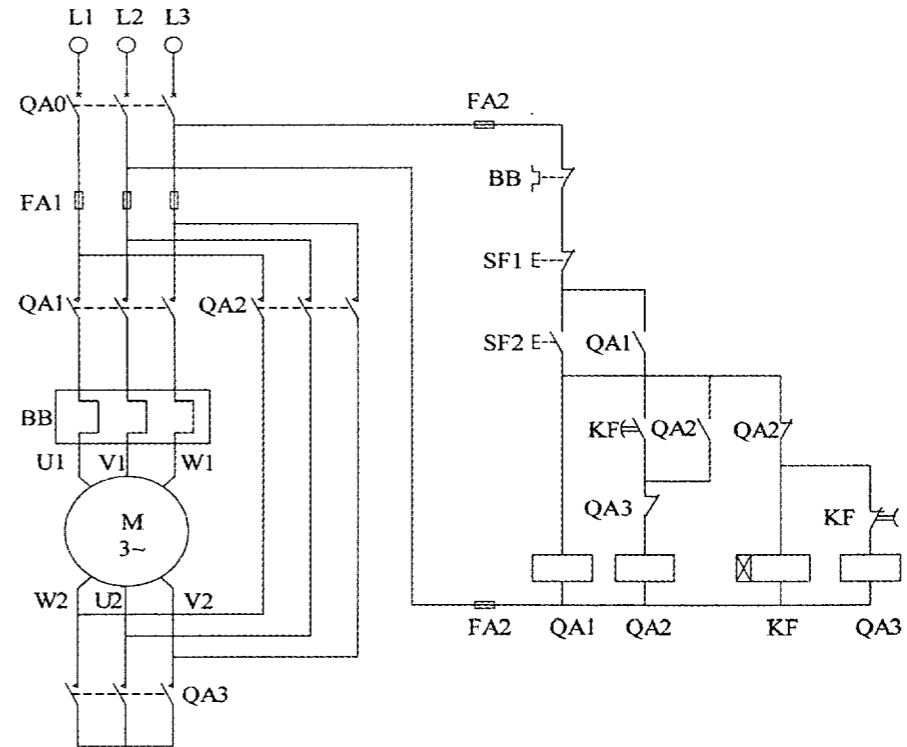 L1 L2 L3
QA0
FA2
BB
FA1
SF1
QA1
QA2
SF2
QA1
BB
KF
QA2
QA2
U1 V1 W1
QA3
KF
M
3~
W2 U2 V2
FA2
QA1
QA2
KF
QA3
QA3